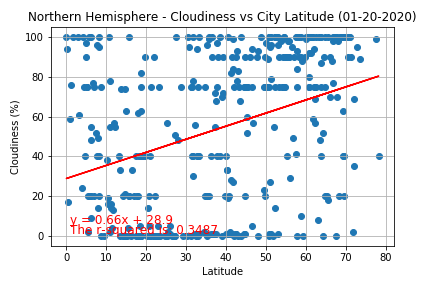 Northern Hemisphere - Cloudiness vs City Latitude (01-20-2020)
100
80
60
40
20
0
Cloudiness (%)
y = 0.66x + 28.9
The r-squared is: 0.3487
0 10 20 30 40 50 60 70 80
Latitude